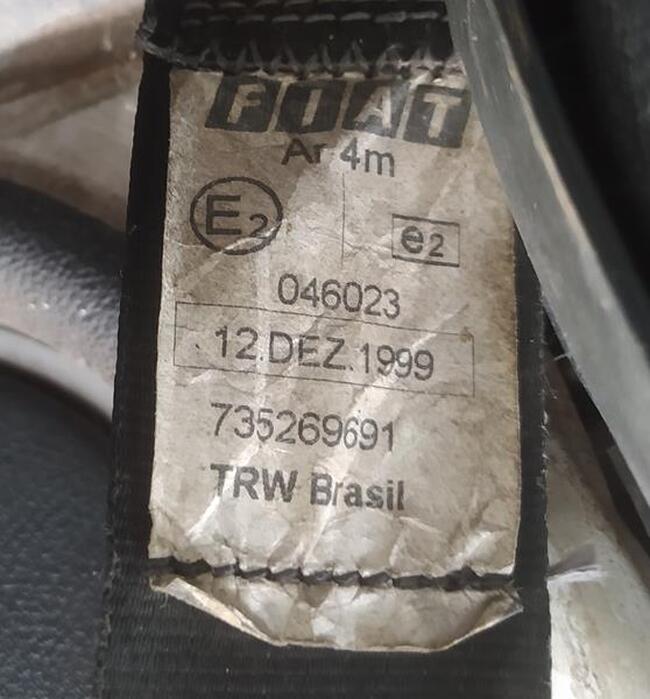 FIAT
Ar 4m
E2 e2
046023
12.DEZ.1999
735269691
TRW Brasil